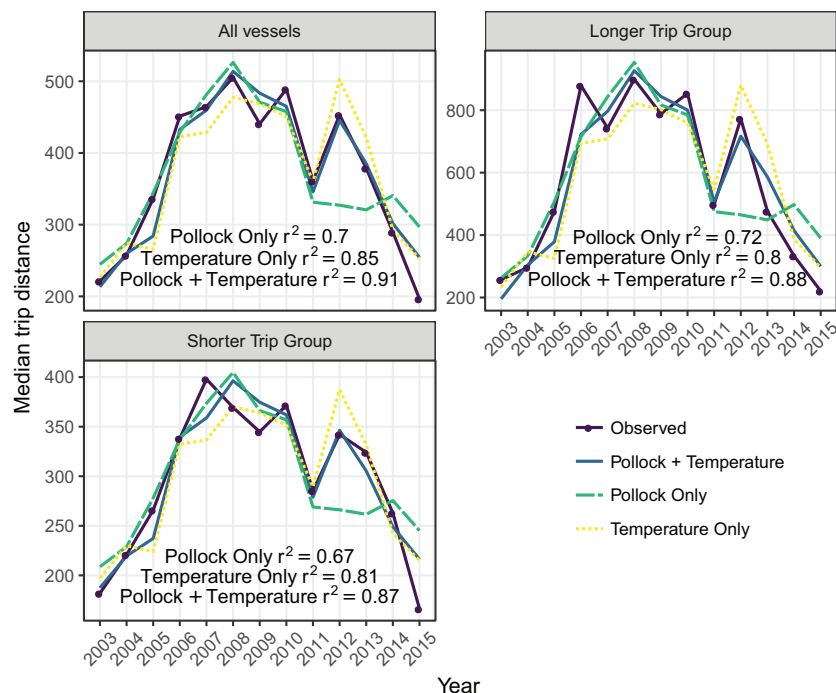 All vessels
500
400
300
200
Pollock Only r² = 0.7
Temperature Only r² = 0.85
Pollock + Temperature r² = 0.91
Longer Trip Group
800
600
400
200
Pollock Only r² = 0.72
Temperature Only r² = 0.8
Pollock + Temperature r² = 0.88
2003 2004 2005 2006 2007 2008 2009 2010 2011 2012 2013 2014 2015
Median trip distance
Shorter Trip Group
400
350
300
250
200
Pollock Only r² = 0.67
Temperature Only r² = 0.81
Pollock + Temperature r² = 0.87
2003 2004 2005 2006 2007 2008 2009 2010 2011 2012 2013 2014 2015
Observed
Pollock + Temperature
Pollock Only
Temperature Only
Year